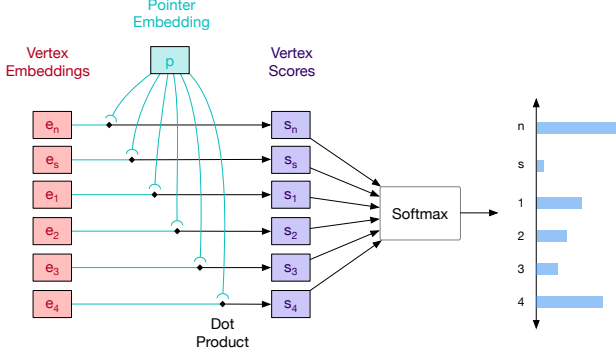 Pointer
Embedding
Vertex
Embeddings
p
Vertex
Scores
eₙ
sₙ
eₛ
sₛ
e₁
s₁
e₂
s₂
e₃
s₃
e₄
s₄
Dot
Product
Softmax
n
s
1
2
3
4